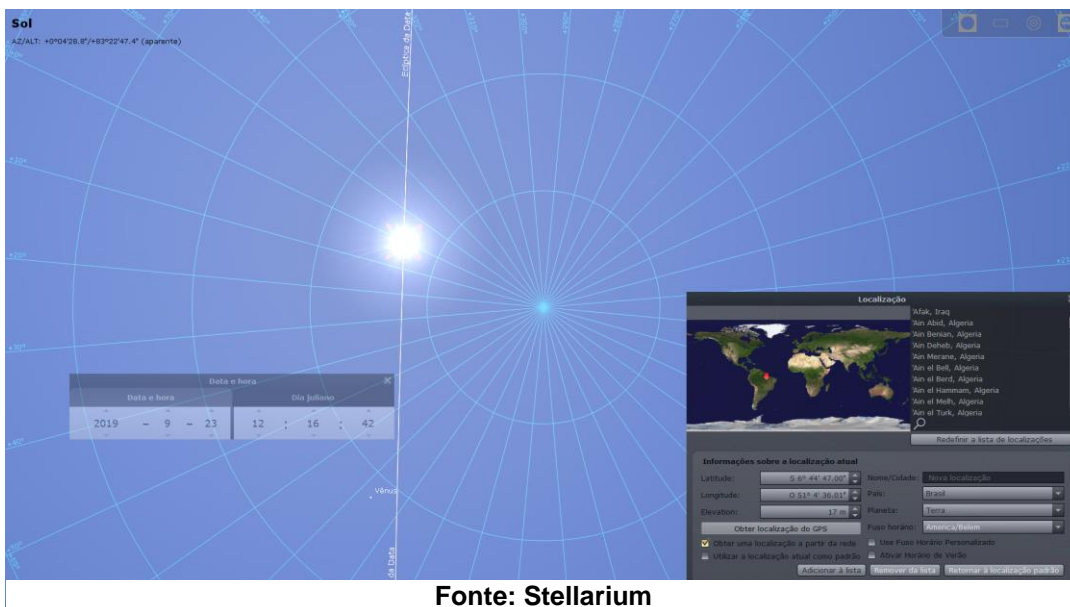 Sol
AZ/ALT: +0°04'28.8"/+83°22'47.4" (aparente)
Eclíptica da Data
Data e hora
Data e hora Dia Juliano
2019 - 9 - 23 12 : 16 : 42
Vênus
da Data
Localização
'Afak, Iraq
'Ain Abid, Algeria
'Ain Benian, Algeria
'Ain Deheb, Algeria
'Ain Merane, Algeria
'Ain el Bell, Algeria
'Ain el Berd, Algeria
'Ain el Hammam, Algeria
'Ain el Melh, Algeria
'Ain el Turk, Algeria
Redefinir a lista de localizações
Informações sobre a localização atual
Latitude: S 6° 44' 47.00" Nome/Cidade: Nova localização
Longitude: O 51° 4' 36.01" País: Brasil
Elevation: 17 m Planeta: Terra
Obter localização do GPS Fuso horário: America/Belem
Obter uma localização a partir da rede Use Fuso Horário Personalizado
Utilizar a localização atual como padrão Ativar Horário de Verão
Adicionar à lista Remover da lista Retornar à localização padrão
Fonte: Stellarium